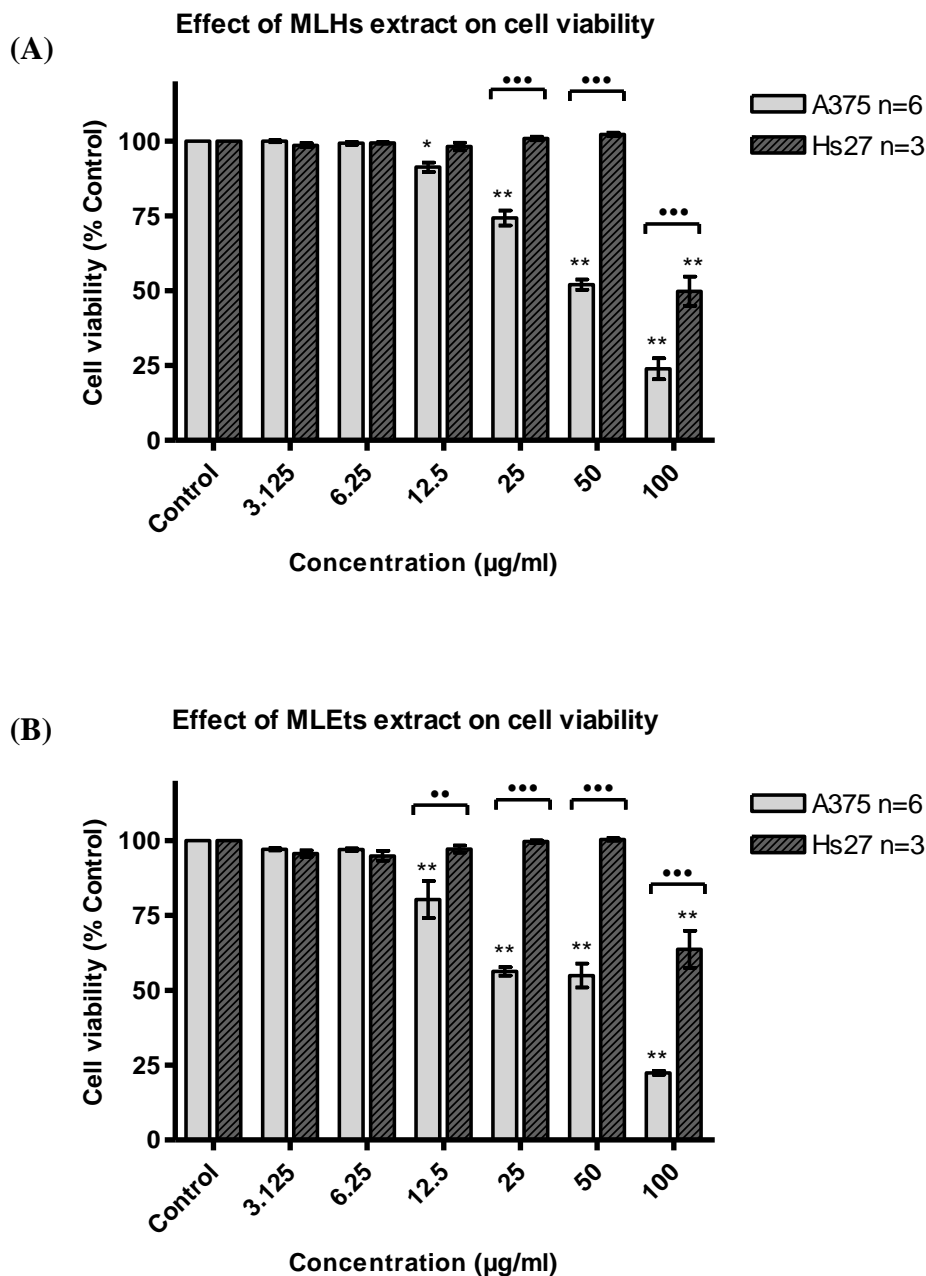 Effect of MLHs extract on cell viability
(A)
Cell viability (% Control)
100
75
50
25
0
*
**
**
**
**
•••
•••
•••
A375 n=6
Hs27 n=3
Control
3.125
6.25
12.5
25
50
100
Concentration (µg/ml)
Effect of MLEts extract on cell viability
(B)
Cell viability (% Control)
100
75
50
25
0
**
**
**
**
**
••
•••
•••
•••
A375 n=6
Hs27 n=3
Control
3.125
6.25
12.5
25
50
100
Concentration (µg/ml)